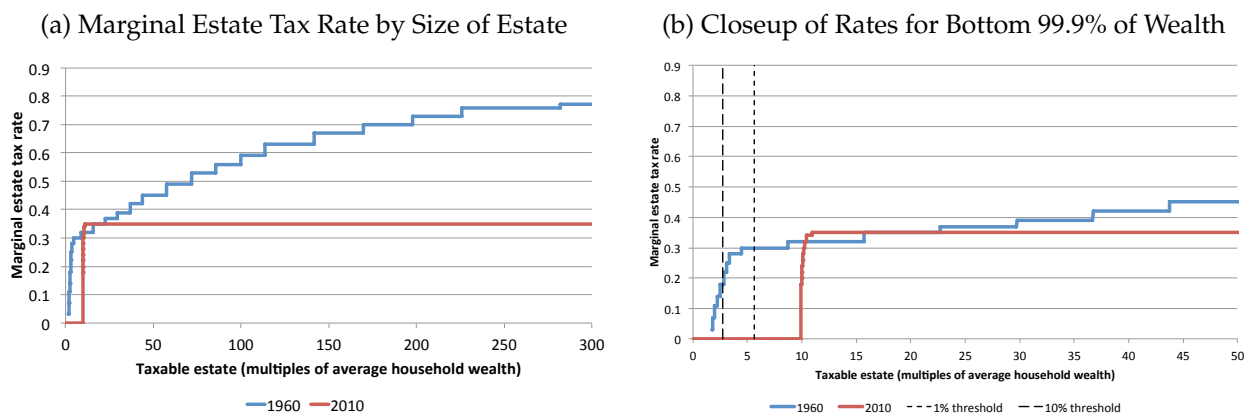 (a) Marginal Estate Tax Rate by Size of Estate
0.9
0.8
0.7
0.6
0.5
0.4
0.3
0.2
0.1
0
Marginal estate tax rate
0 50 100 150 200 250 300
Taxable estate (multiples of average household wealth)
1960 2010
(b) Closeup of Rates for Bottom 99.9% of Wealth
0.9
0.8
0.7
0.6
0.5
0.4
0.3
0.2
0.1
0
Marginal estate tax rate
0 5 10 15 20 25 30 35 40 45 50
Taxable estate (multiples of average household wealth)
1960 2010 1% threshold 10% threshold